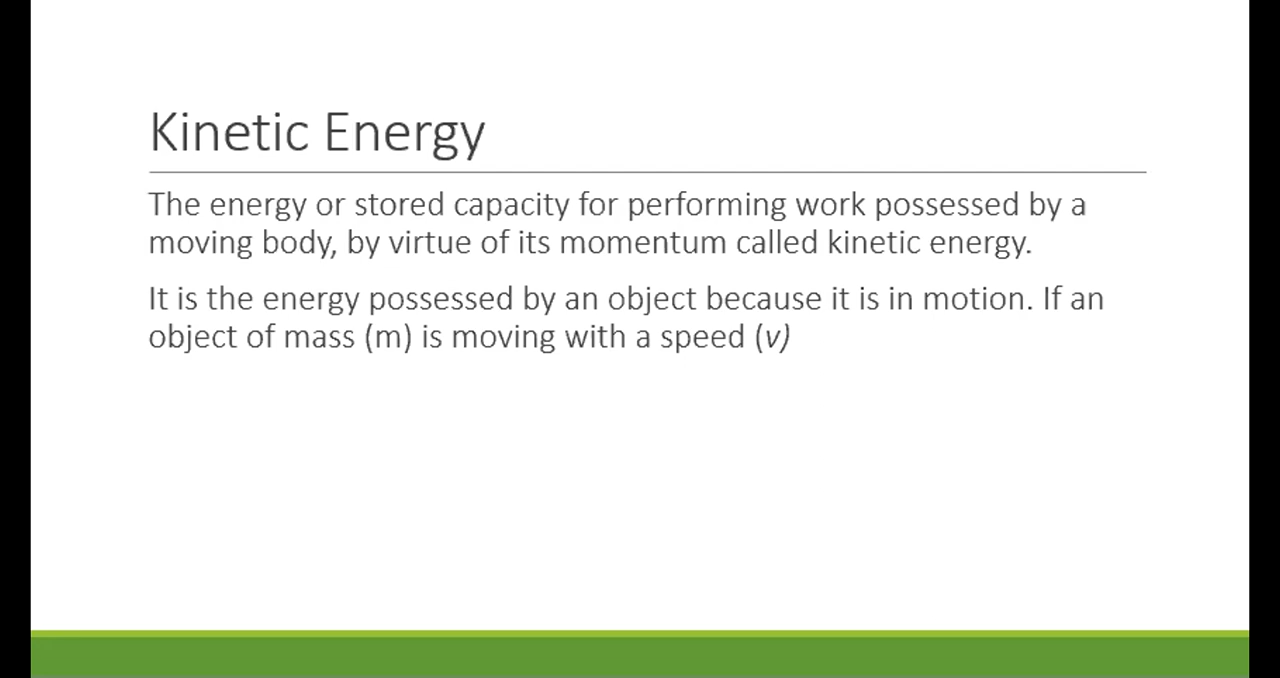 Kinetic Energy
The energy or stored capacity for performing work possessed by a
moving body, by virtue of its momentum called kinetic energy.
It is the energy possessed by an object because it is in motion. If an
object of mass (m) is moving with a speed (v)